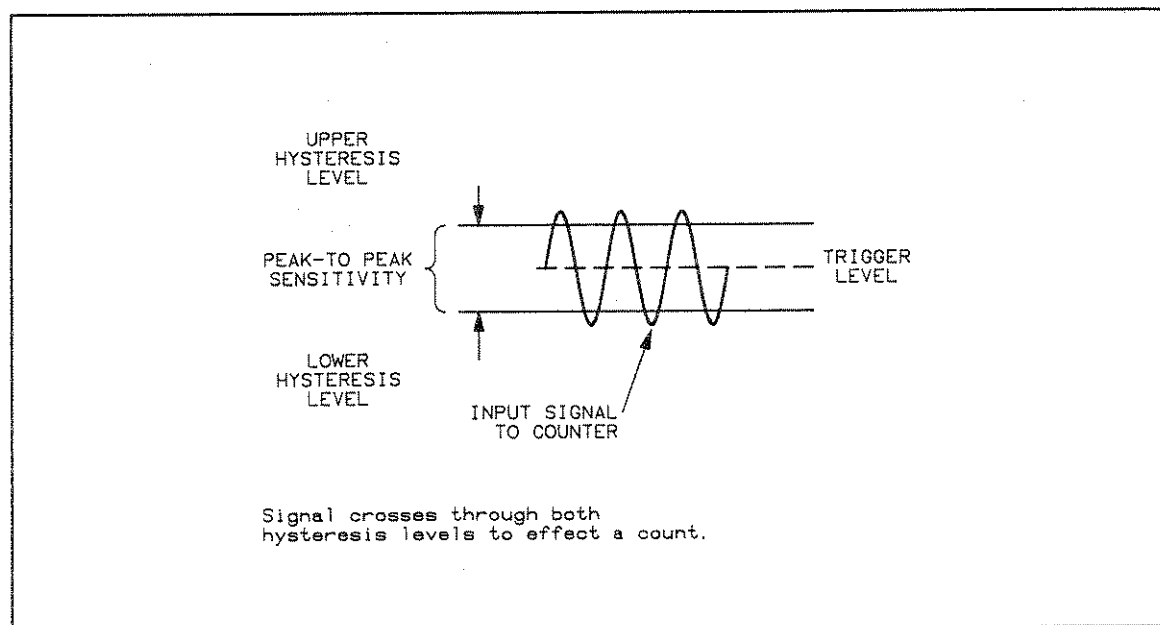 UPPER
HYSTERESIS
LEVEL
PEAK-TO PEAK
SENSITIVITY
TRIGGER
LEVEL
LOWER
HYSTERESIS
LEVEL
INPUT SIGNAL
TO COUNTER
Signal crosses through both
hysteresis levels to effect a count.